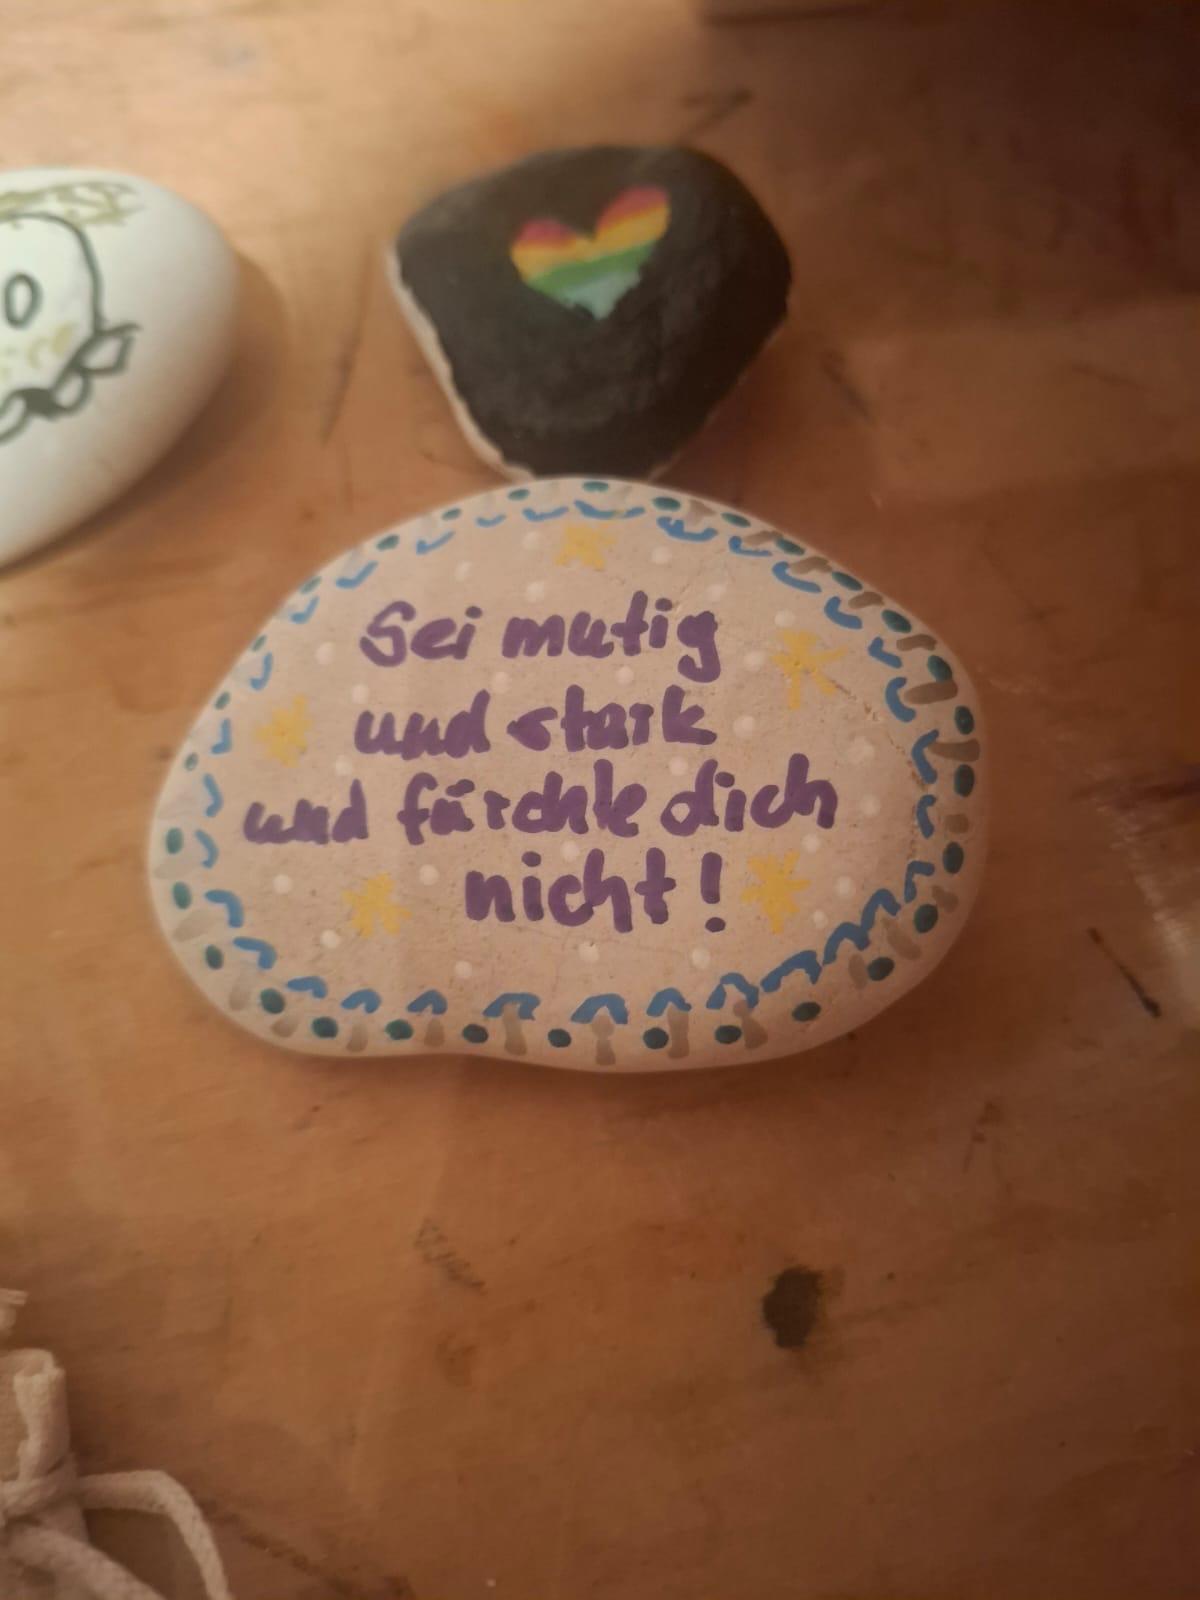 Sei mutig
und stark
und fürchte dich
nicht!